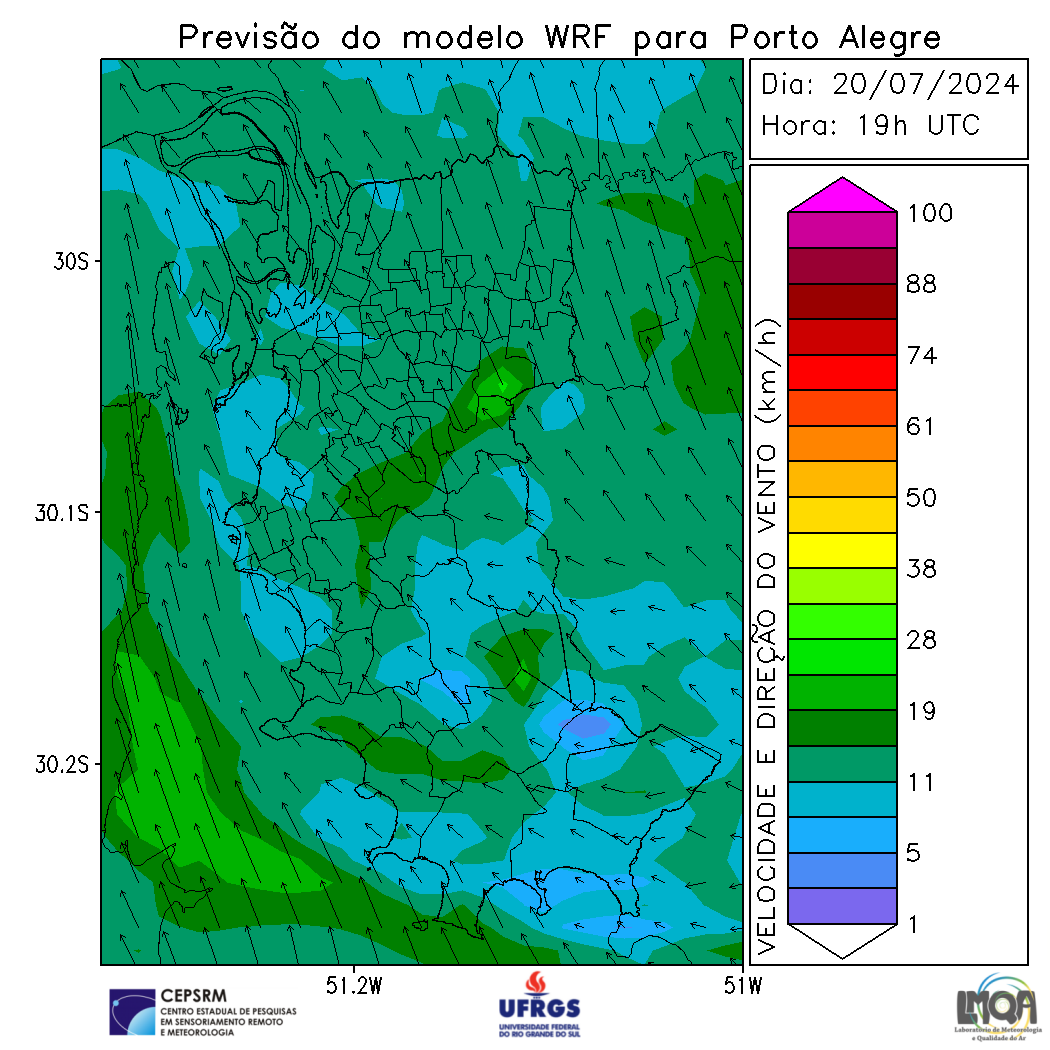 Previsão do modelo WRF para Porto Alegre
Dia: 20/07/2024
Hora: 19h UTC
30S
30.1S
30.2S
51.2W
51W
VELOCIDADE E DIREÇÃO DO VENTO (km/h)
100
88
74
61
50
38
28
19
11
5
1
CEPSRM
CENTRO ESTADUAL DE PESQUISAS
EM SENSORIAMENTO REMOTO
E METEOROLOGIA
UFRGS
UNIVERSIDADE FEDERAL
DO RIO GRANDE DO SUL
LMQA
Laboratório de Meteorologia
e Qualidade do Ar